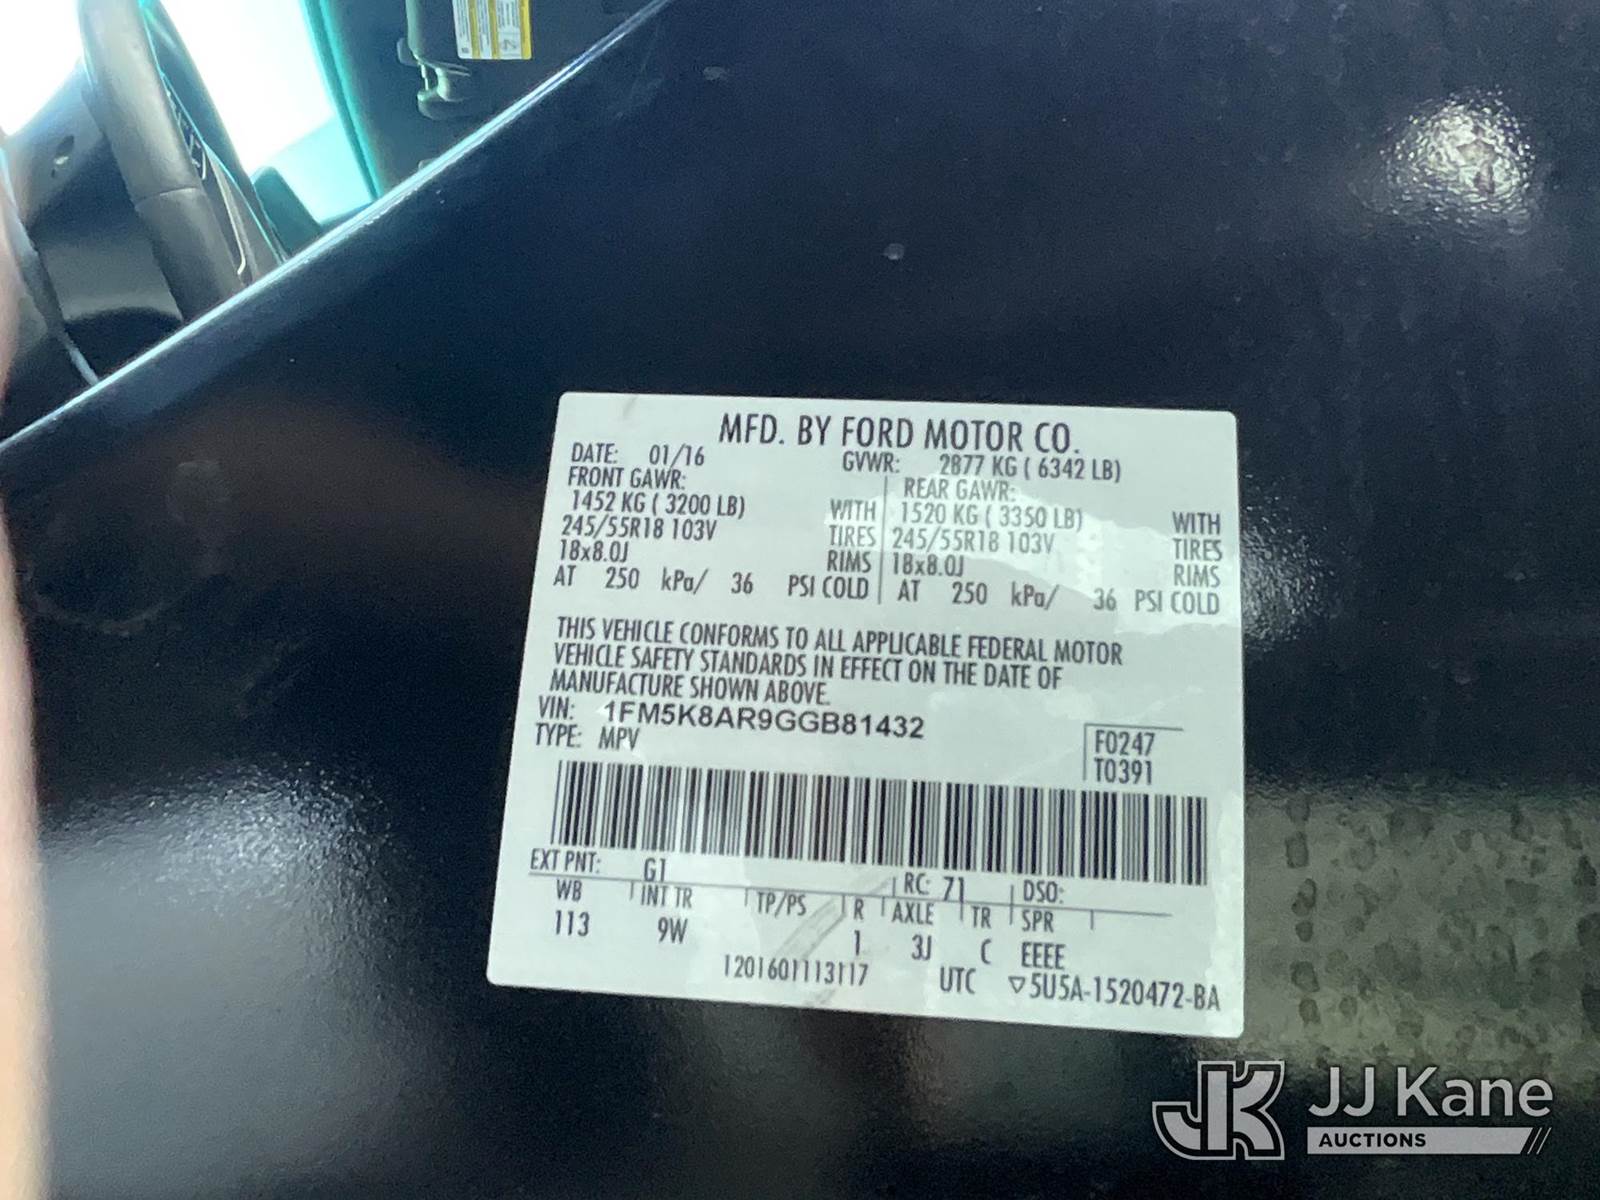 MFD. BY FORD MOTOR CO.
DATE: 01/16 GVWR: 2877 KG ( 6342 LB)
FRONT GAWR: REAR GAWR:
1452 KG ( 3200 LB) WITH 1520 KG ( 3350 LB) WITH
245/55R18 103V TIRES 245/55R18 103V TIRES
18x8.0J RIMS 18x8.0J RIMS
AT 250 kPa/ 36 PSI COLD AT 250 kPa/ 36 PSI COLD
THIS VEHICLE CONFORMS TO ALL APPLICABLE FEDERAL MOTOR
VEHICLE SAFETY STANDARDS IN EFFECT ON THE DATE OF
MANUFACTURE SHOWN ABOVE.
VIN: 1FM5K8AR9GGB81432
TYPE: MPV
F0247
T0391
EXT PNT: G1 RC: 71 DSO:
WB INT TR TP/PS R AXLE TR SPR
113 9W 1 3J C EEEE
1201601113117 UTC ▽5U5A-1520472-BA
JK JJ Kane
AUCTIONS